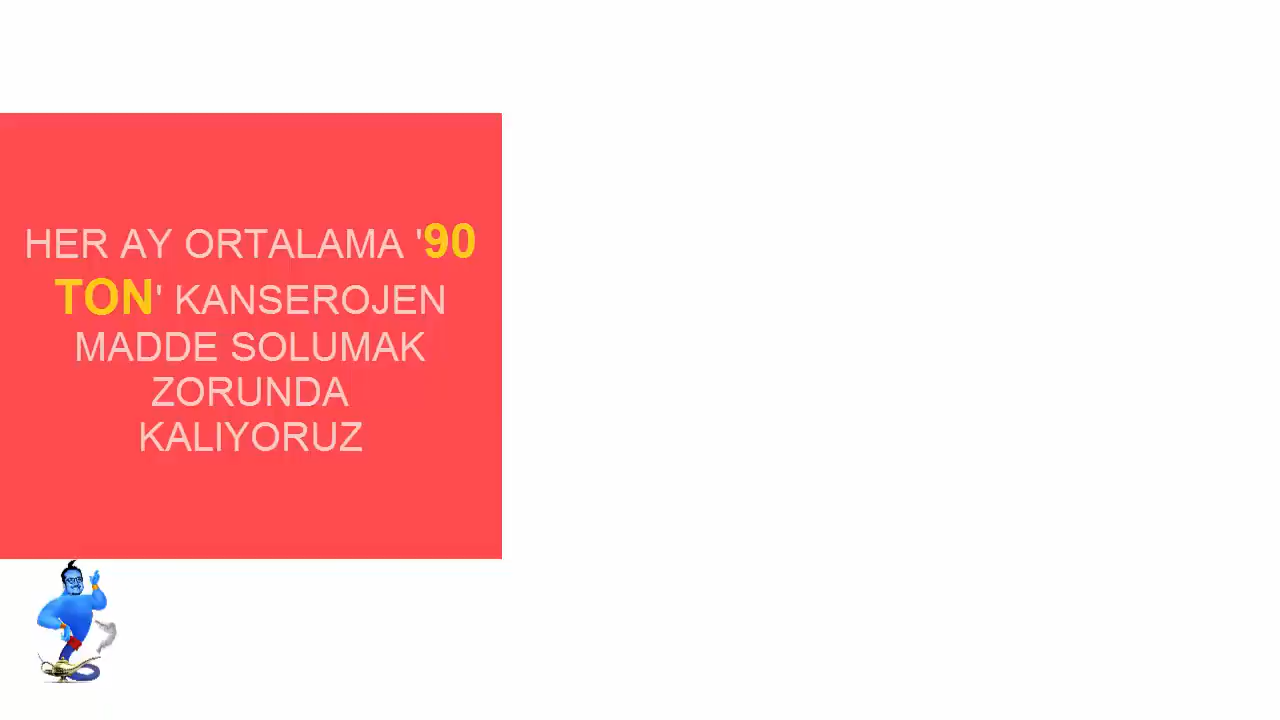 HER AY ORTALAMA '90
TON' KANSEROJEN
MADDE SOLUMAK
ZORUNDA
KALIYORUZ